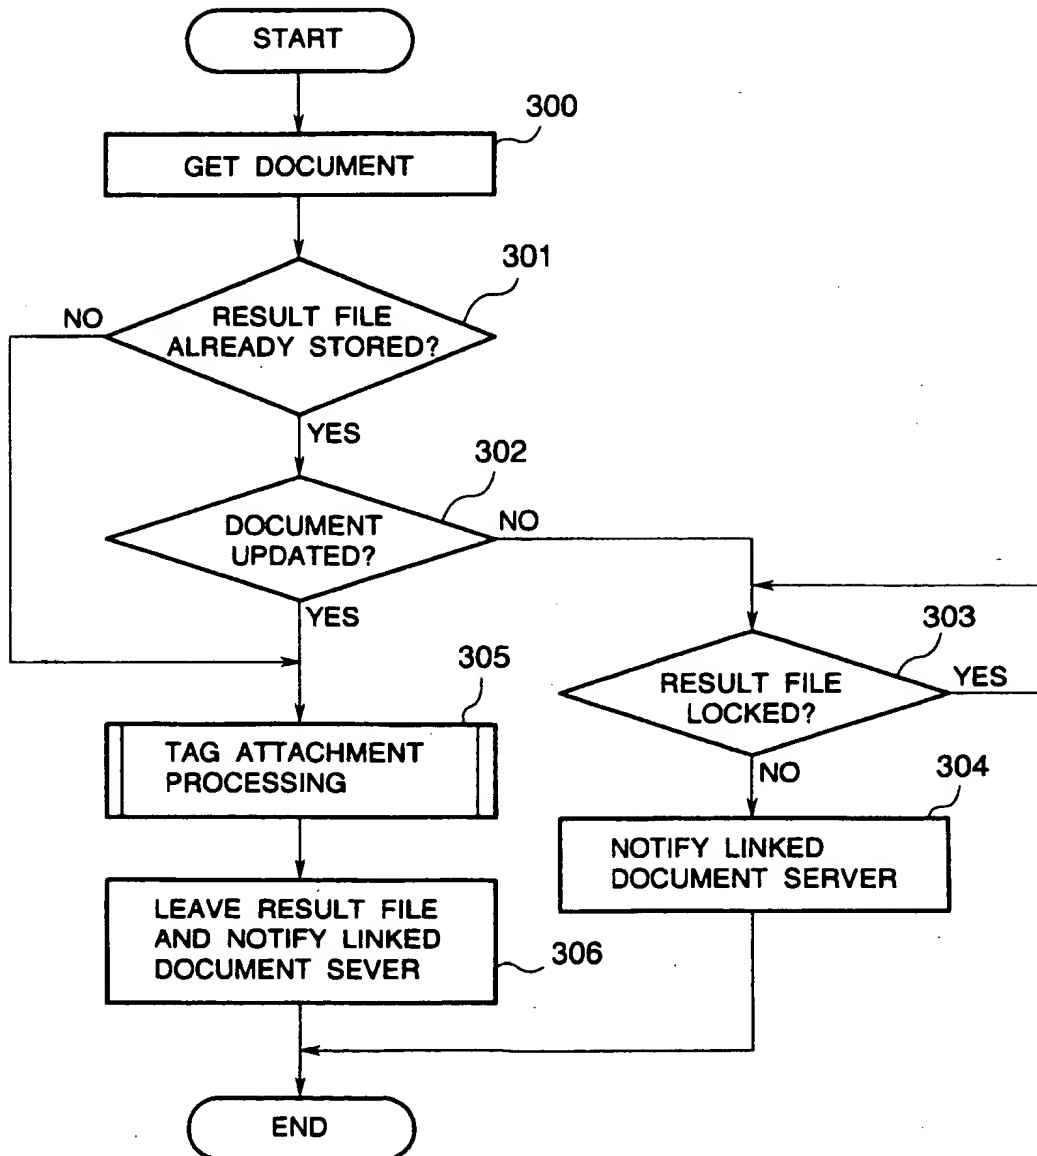 START
300
GET DOCUMENT
301
NO
RESULT FILE
ALREADY STORED?
YES
302
DOCUMENT
UPDATED?
NO
YES
303
RESULT FILE
LOCKED?
YES
NO
305
TAG ATTACHMENT
PROCESSING
304
NOTIFY LINKED
DOCUMENT SERVER
LEAVE RESULT FILE
AND NOTIFY LINKED
DOCUMENT SEVER
306
END